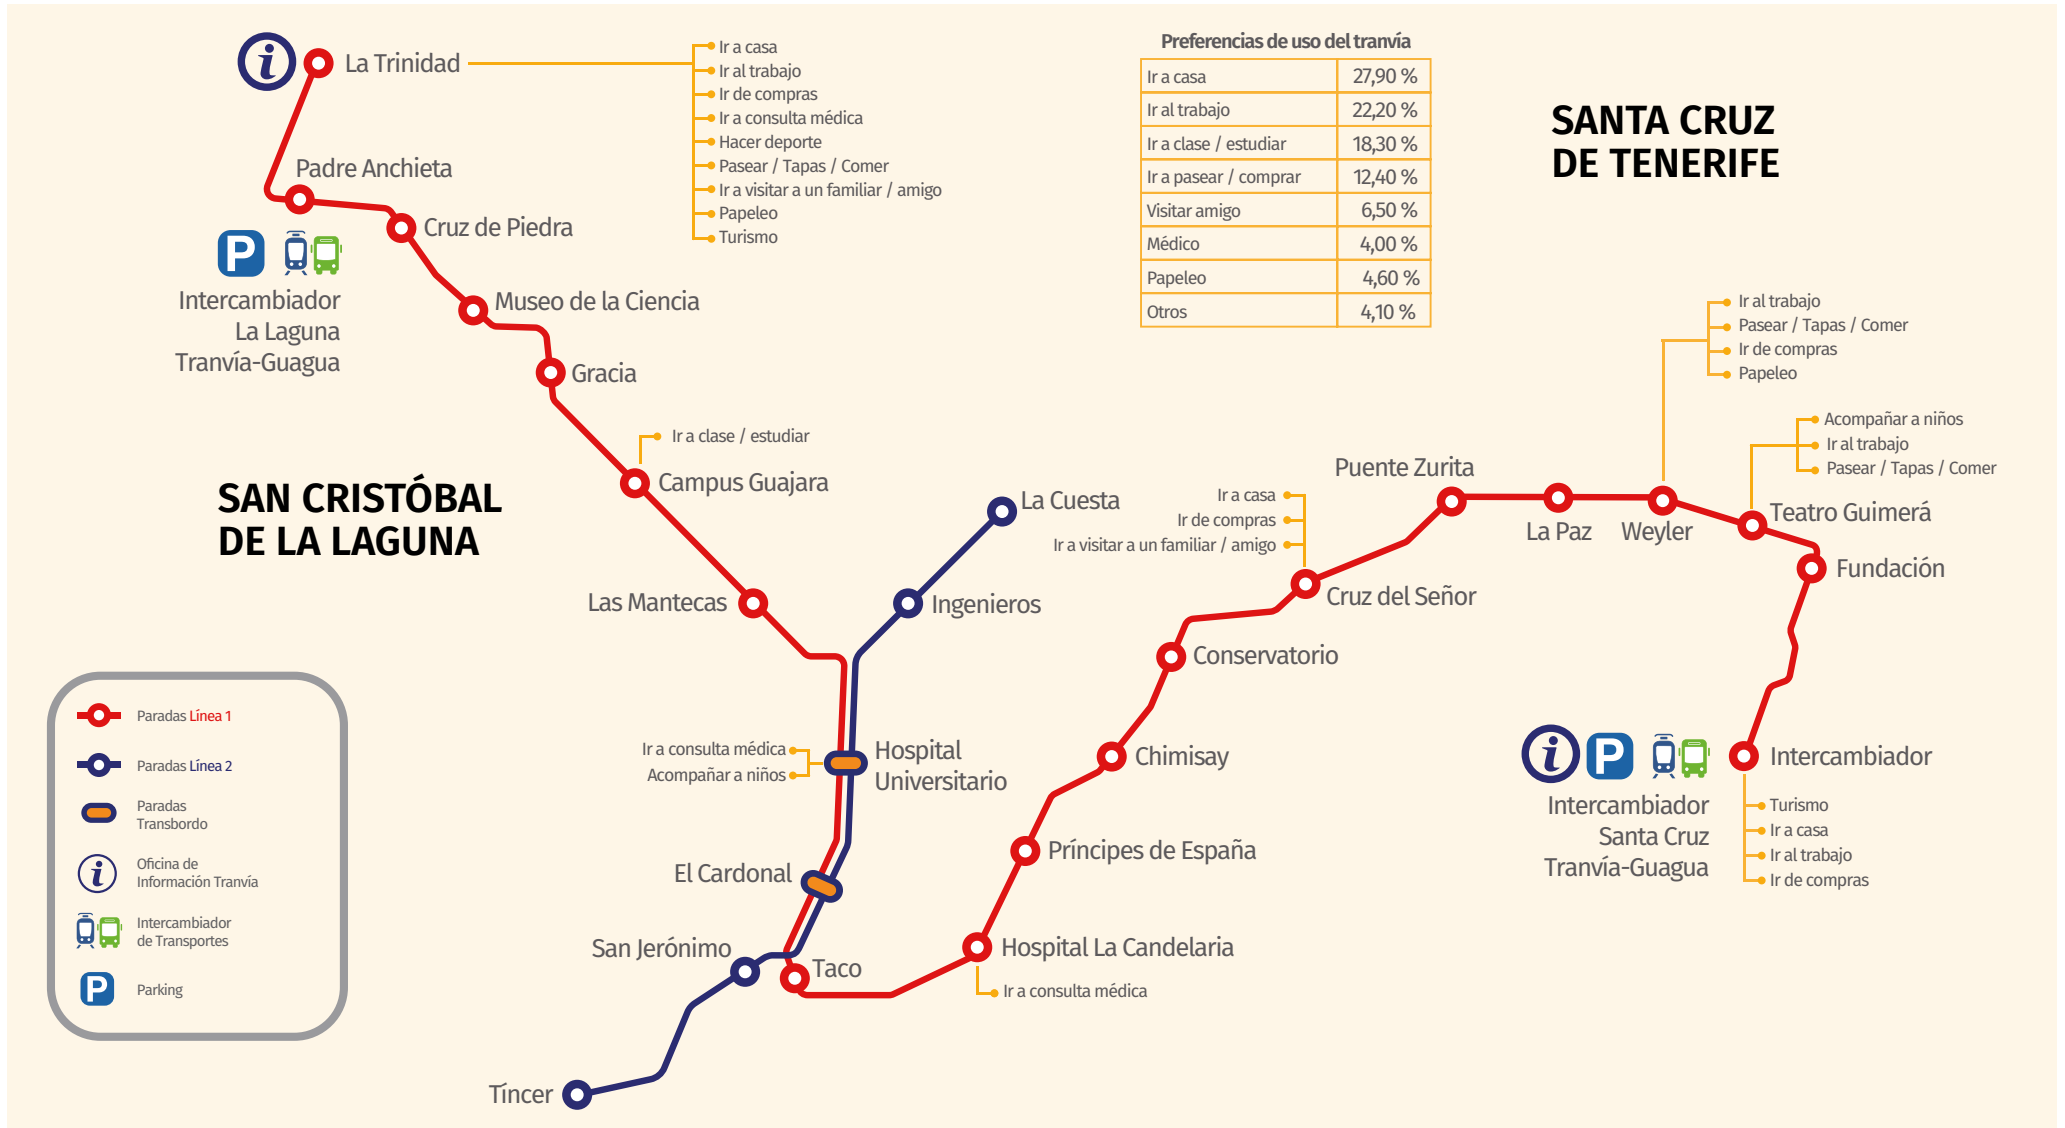 La Trinidad
Ir a casa
Ir al trabajo
Ir de compras
Ir a consulta médica
Hacer deporte
Pasear / Tapas / Comer
Ir a visitar a un familiar / amigo
Papeleo
Turismo
Preferencias de uso del tranvía
Ir a casa 27,90 %
Ir al trabajo 22,20 %
Ir a clase / estudiar 18,30 %
Ir a pasear / comprar 12,40 %
Visitar amigo 6,50 %
Médico 4,00 %
Papeleo 4,60 %
Otros 4,10 %
SANTA CRUZ
DE TENERIFE
Padre Anchieta
Cruz de Piedra
P
Intercambiador
La Laguna
Tranvía-Guagua
Museo de la Ciencia
Gracia
Ir a clase / estudiar
Campus Guajara
SAN CRISTÓBAL
DE LA LAGUNA
Las Mantecas
La Cuesta
Ingenieros
Ir a consulta médica
Acompañar a niños
Hospital
Universitario
El Cardonal
San Jerónimo
Taco
Tíncer
Hospital La Candelaria
Ir a consulta médica
Príncipes de España
Chimisay
Conservatorio
Ir a casa
Ir de compras
Ir a visitar a un familiar / amigo
Cruz del Señor
Puente Zurita
La Paz
Weyler
Ir al trabajo
Pasear / Tapas / Comer
Ir de compras
Papeleo
Acompañar a niños
Ir al trabajo
Pasear / Tapas / Comer
Teatro Guimerá
Fundación
Intercambiador
i P
Intercambiador
Santa Cruz
Tranvía-Guagua
Turismo
Ir a casa
Ir al trabajo
Ir de compras
Paradas Línea 1
Paradas Línea 2
Paradas
Transbordo
i
Oficina de
Información Tranvía
Intercambiador
de Transportes
P Parking
i